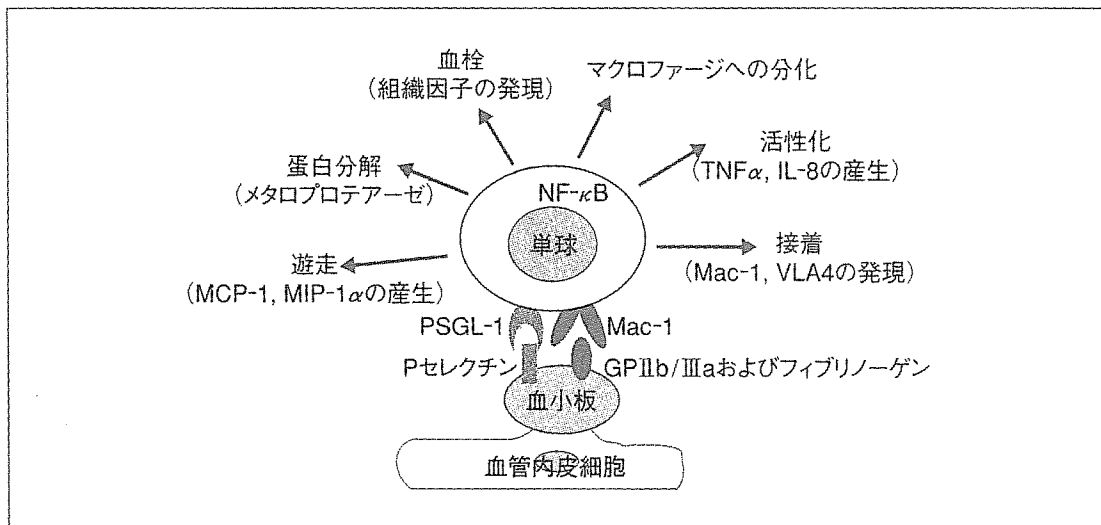 血栓
(組織因子の発現)
マクロファージへの分化
蛋白分解
(メタロプロテアーゼ)
活性化
(TNFα, IL-8の産生)
NF-κB
単球
遊走
(MCP-1, MIP-1αの産生)
接着
(Mac-1, VLA4の発現)
PSGL-1
Mac-1
Pセレクチン
GPⅡb/Ⅲaおよびフィブリノーゲン
血小板
血管内皮細胞